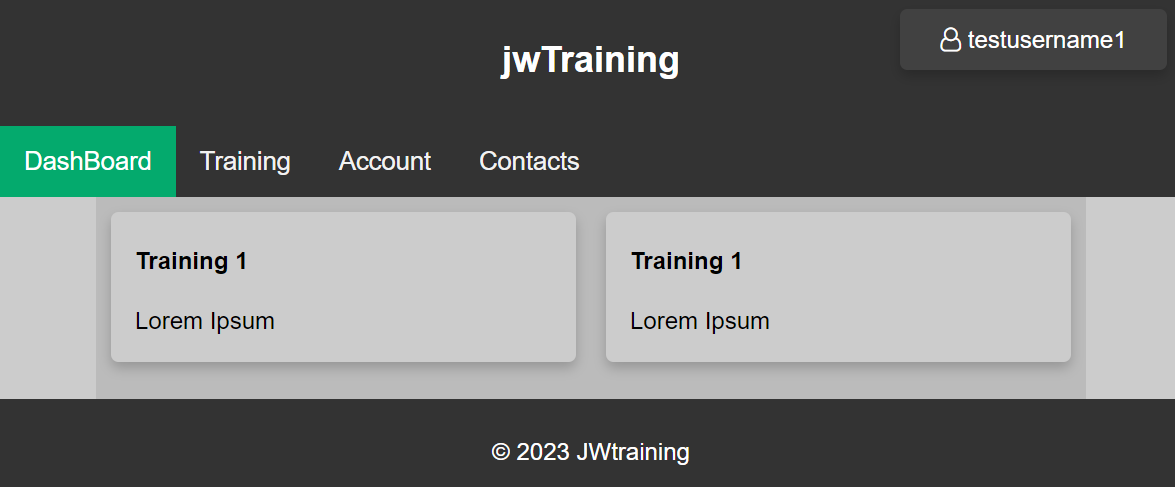 testusername1
jwTraining
DashBoard Training Account Contacts
Training 1 Training 1
Lorem Ipsum Lorem Ipsum
© 2023 JWtraining